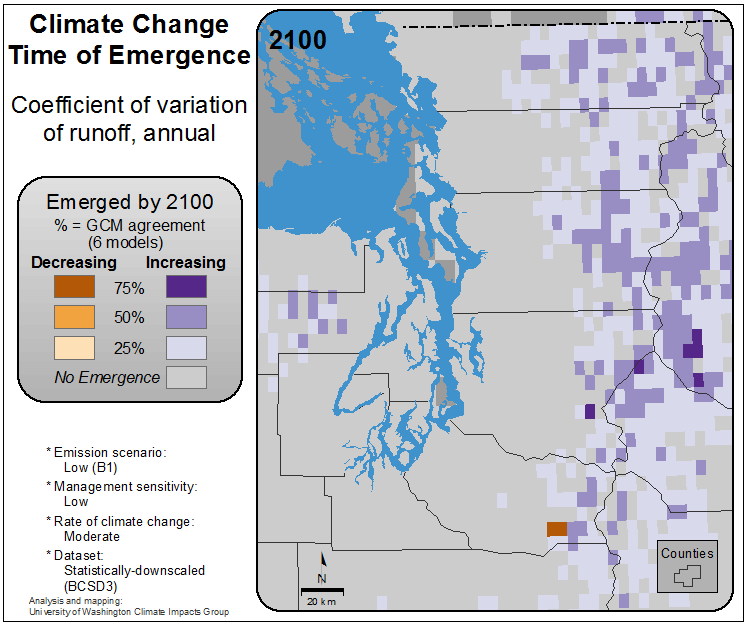 Climate Change
Time of Emergence
Coefficient of variation
of runoff, annual
Emerged by 2100
% = GCM agreement
(6 models)
Decreasing Increasing
75%
50%
25%
No Emergence
* Emission scenario:
Low (B1)
* Management sensitivity:
Low
* Rate of climate change:
Moderate
* Dataset:
Statistically-downscaled
(BCSD3)
Analysis and mapping:
University of Washington Climate Impacts Group
2100
N
20 km
Counties